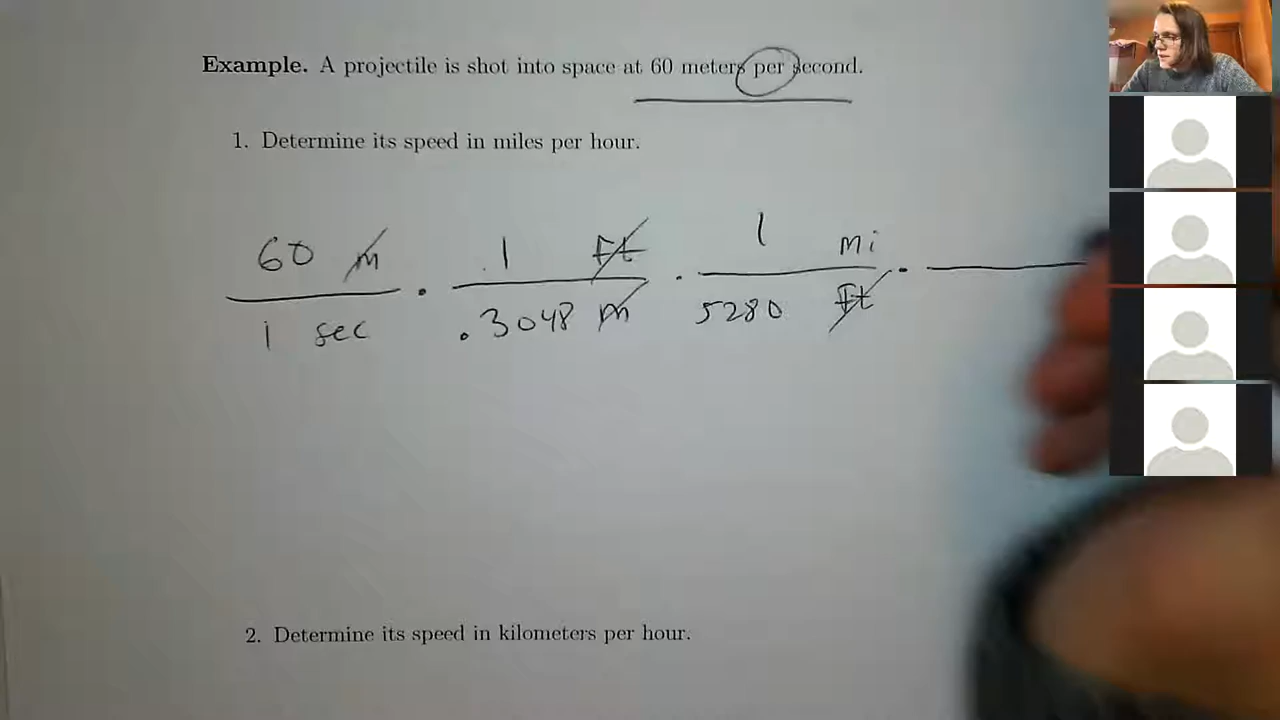 Example. A projectile is shot into space at 60 meters per second.
1. Determine its speed in miles per hour.
60 m . 1 ft . 1 mi .
1 sec .3048 m 5280 ft
2. Determine its speed in kilometers per hour.